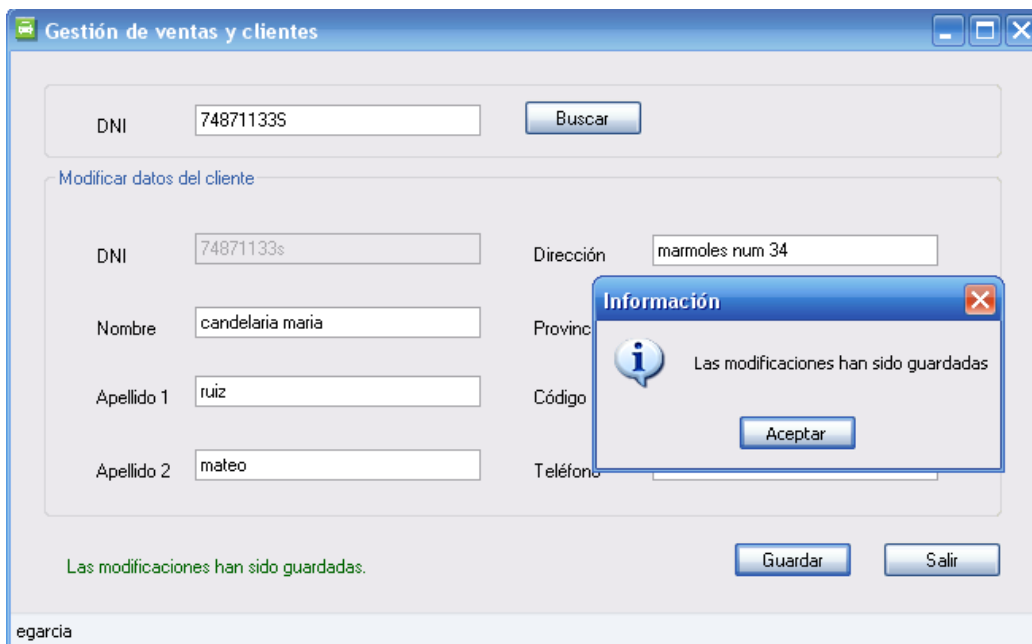 Gestión de ventas y clientes
DNI 74871133S Buscar
Modificar datos del cliente
DNI 74871133s Dirección marmoles num 34
Información
Nombre candelaria maria
Las modificaciones han sido guardadas
Apellido 1 ruiz Código
Aceptar
Apellido 2 mateo Teléfono
Las modificaciones han sido guardadas. Guardar Salir
egarcia